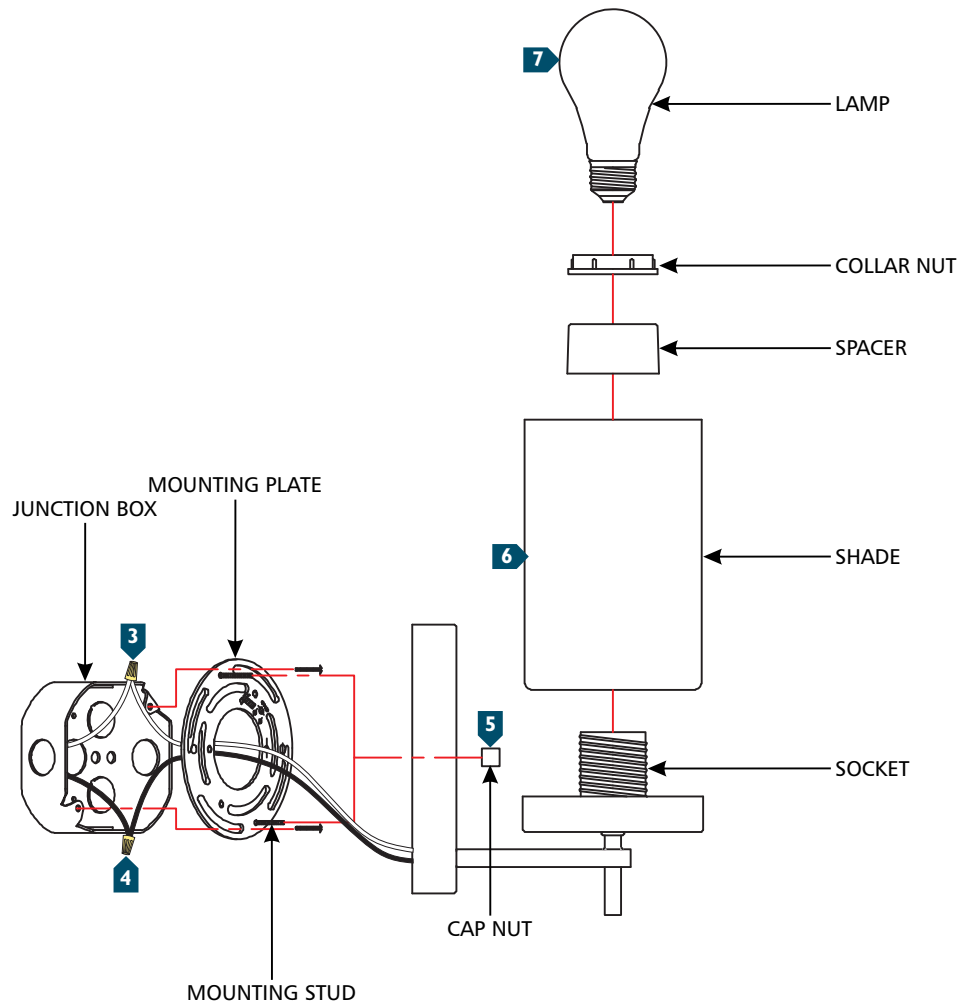 7
LAMP
COLLAR NUT
SPACER
MOUNTING PLATE
JUNCTION BOX
6
SHADE
3
5
SOCKET
4
CAP NUT
MOUNTING STUD